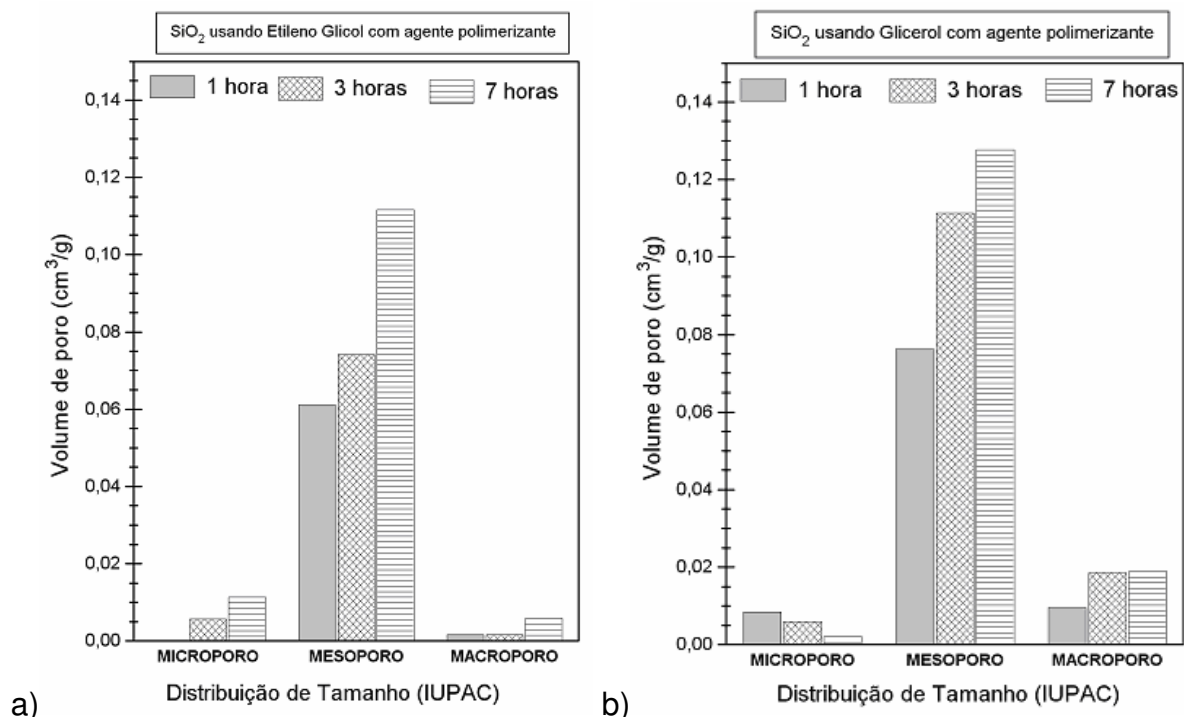 SiO₂ usando Etileno Glicol com agente polimerizante
1 hora 3 horas 7 horas
0,14
0,12
0,10
0,08
0,06
0,04
0,02
0,00
Volume de poro (cm³/g)
MICROPORO MESOPORO MACROPORO
Distribuição de Tamanho (IUPAC)
a)
SiO₂ usando Glicerol com agente polimerizante
1 hora 3 horas 7 horas
0,14
0,12
0,10
0,08
0,06
0,04
0,02
0,00
Volume de poro (cm³/g)
MICROPORO MESOPORO MACROPORO
Distribuição de Tamanho (IUPAC)
b)